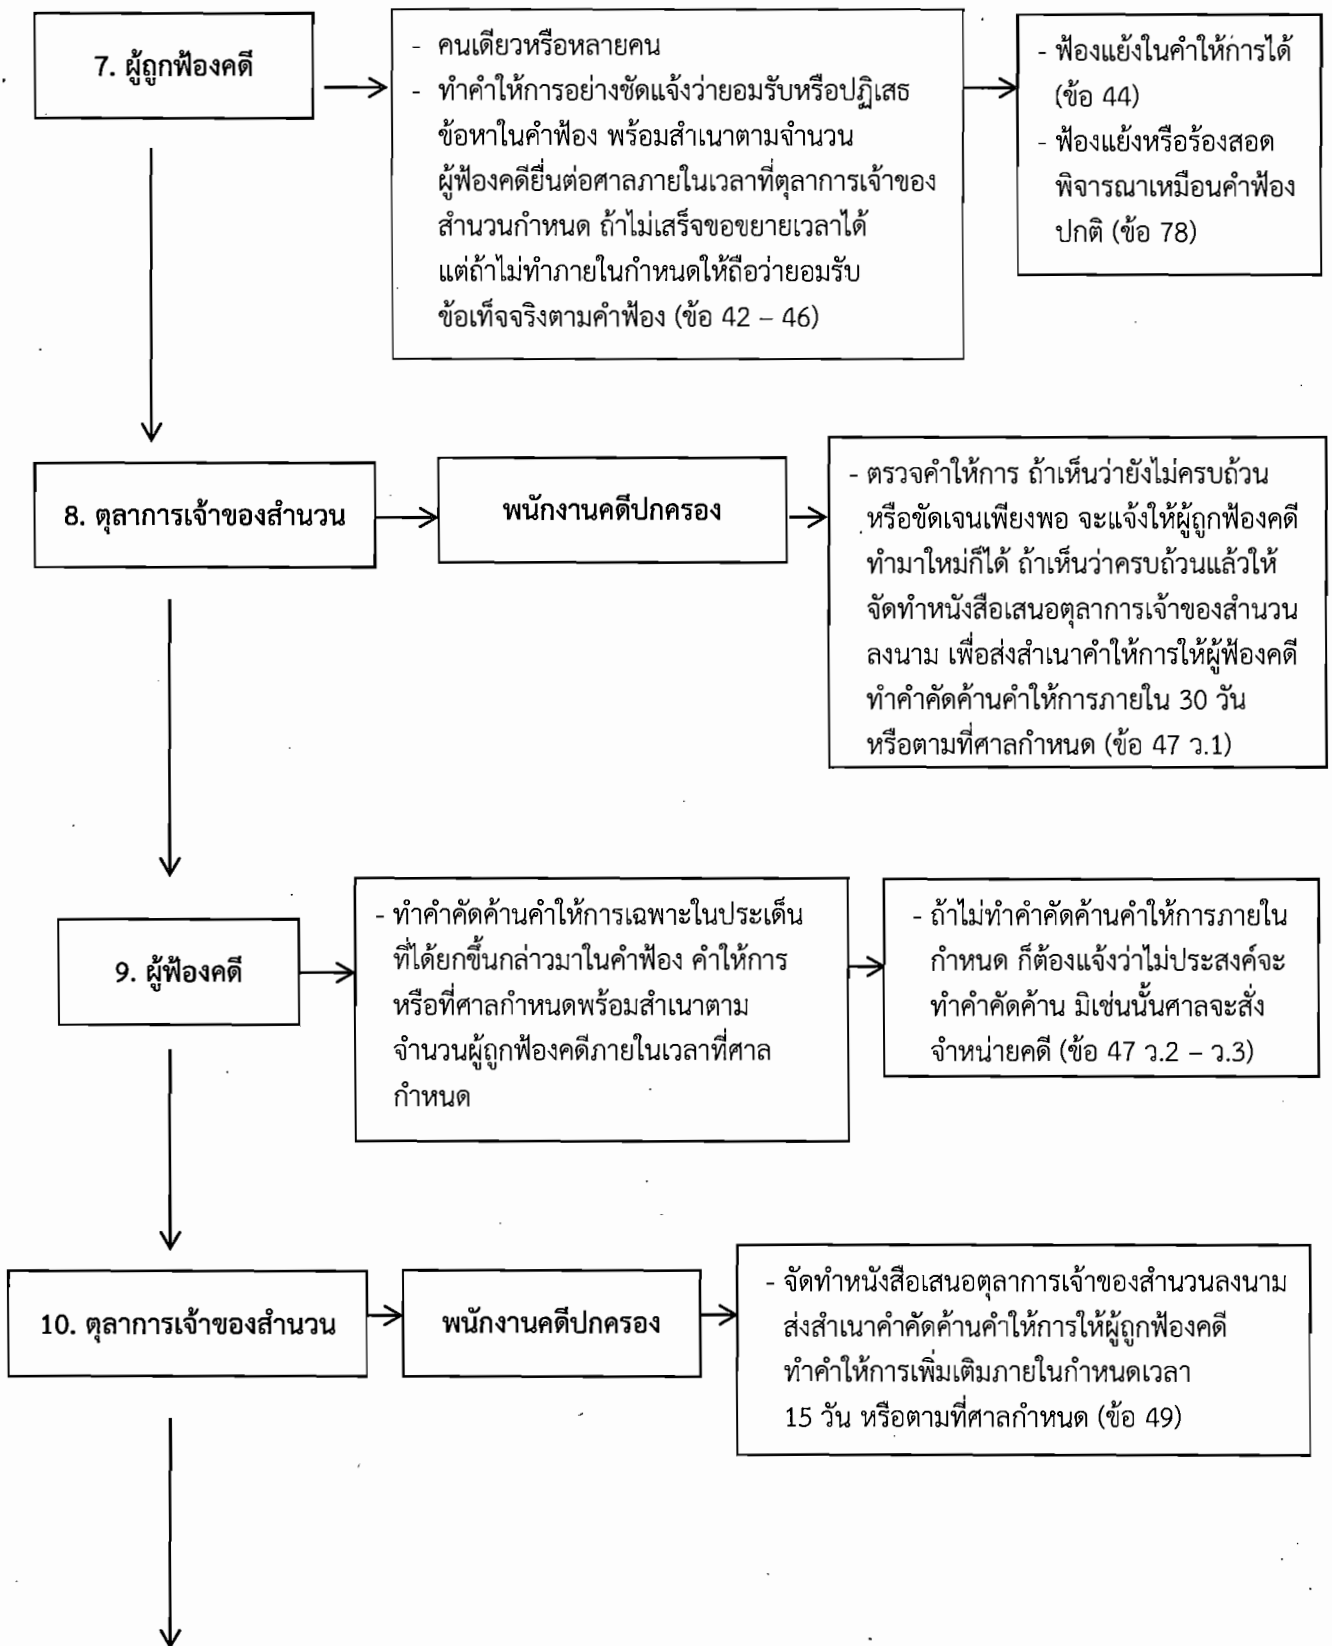 7. ผู้ถูกฟ้องคดี
- คนเดียวหรือหลายคน
- ทำคำให้การอย่างชัดแจ้งว่ายอมรับหรือปฏิเสธ
ข้อหาในคำฟ้อง พร้อมสำเนาตามจำนวน
ผู้ฟ้องคดียื่นต่อศาลภายในเวลาที่ตุลาการเจ้าของ
สำนวนกำหนด ถ้าไม่เสร็จขอขยายเวลาได้
แต่ถ้าไม่ทำภายในกำหนดให้ถือว่ายอมรับ
ข้อเท็จจริงตามคำฟ้อง (ข้อ 42 – 46)
- ฟ้องแย้งในคำให้การได้
(ข้อ 44)
- ฟ้องแย้งหรือร้องสอด
พิจารณาเหมือนคำฟ้อง
ปกติ (ข้อ 78)
8. ตุลาการเจ้าของสำนวน
พนักงานคดีปกครอง
- ตรวจคำให้การ ถ้าเห็นว่ายังไม่ครบถ้วน
หรือขัดเจนเพียงพอ จะแจ้งให้ผู้ถูกฟ้องคดี
ทำมาใหม่ก็ได้ ถ้าเห็นว่าครบถ้วนแล้วให้
จัดทำหนังสือเสนอตุลาการเจ้าของสำนวน
ลงนาม เพื่อส่งสำเนาคำให้การให้ผู้ฟ้องคดี
ทำคำคัดค้านคำให้การภายใน 30 วัน
หรือตามที่ศาลกำหนด (ข้อ 47 ว.1)
9. ผู้ฟ้องคดี
- ทำคำคัดค้านคำให้การเฉพาะในประเด็น
ที่ได้ยกขึ้นกล่าวมาในคำฟ้อง คำให้การ
หรือที่ศาลกำหนดพร้อมสำเนาตาม
จำนวนผู้ถูกฟ้องคดีภายในเวลาที่ศาล
กำหนด
- ถ้าไม่ทำคำคัดค้านคำให้การภายใน
กำหนด ก็ต้องแจ้งว่าไม่ประสงค์จะ
ทำคำคัดค้าน มิเช่นนั้นศาลจะสั่ง
จำหน่ายคดี (ข้อ 47 ว.2 – ว.3)
10. ตุลาการเจ้าของสำนวน
พนักงานคดีปกครอง
- จัดทำหนังสือเสนอตุลาการเจ้าของสำนวนลงนาม
ส่งสำเนาคำคัดค้านคำให้การให้ผู้ถูกฟ้องคดี
ทำคำให้การเพิ่มเติมภายในกำหนดเวลา
15 วัน หรือตามที่ศาลกำหนด (ข้อ 49)